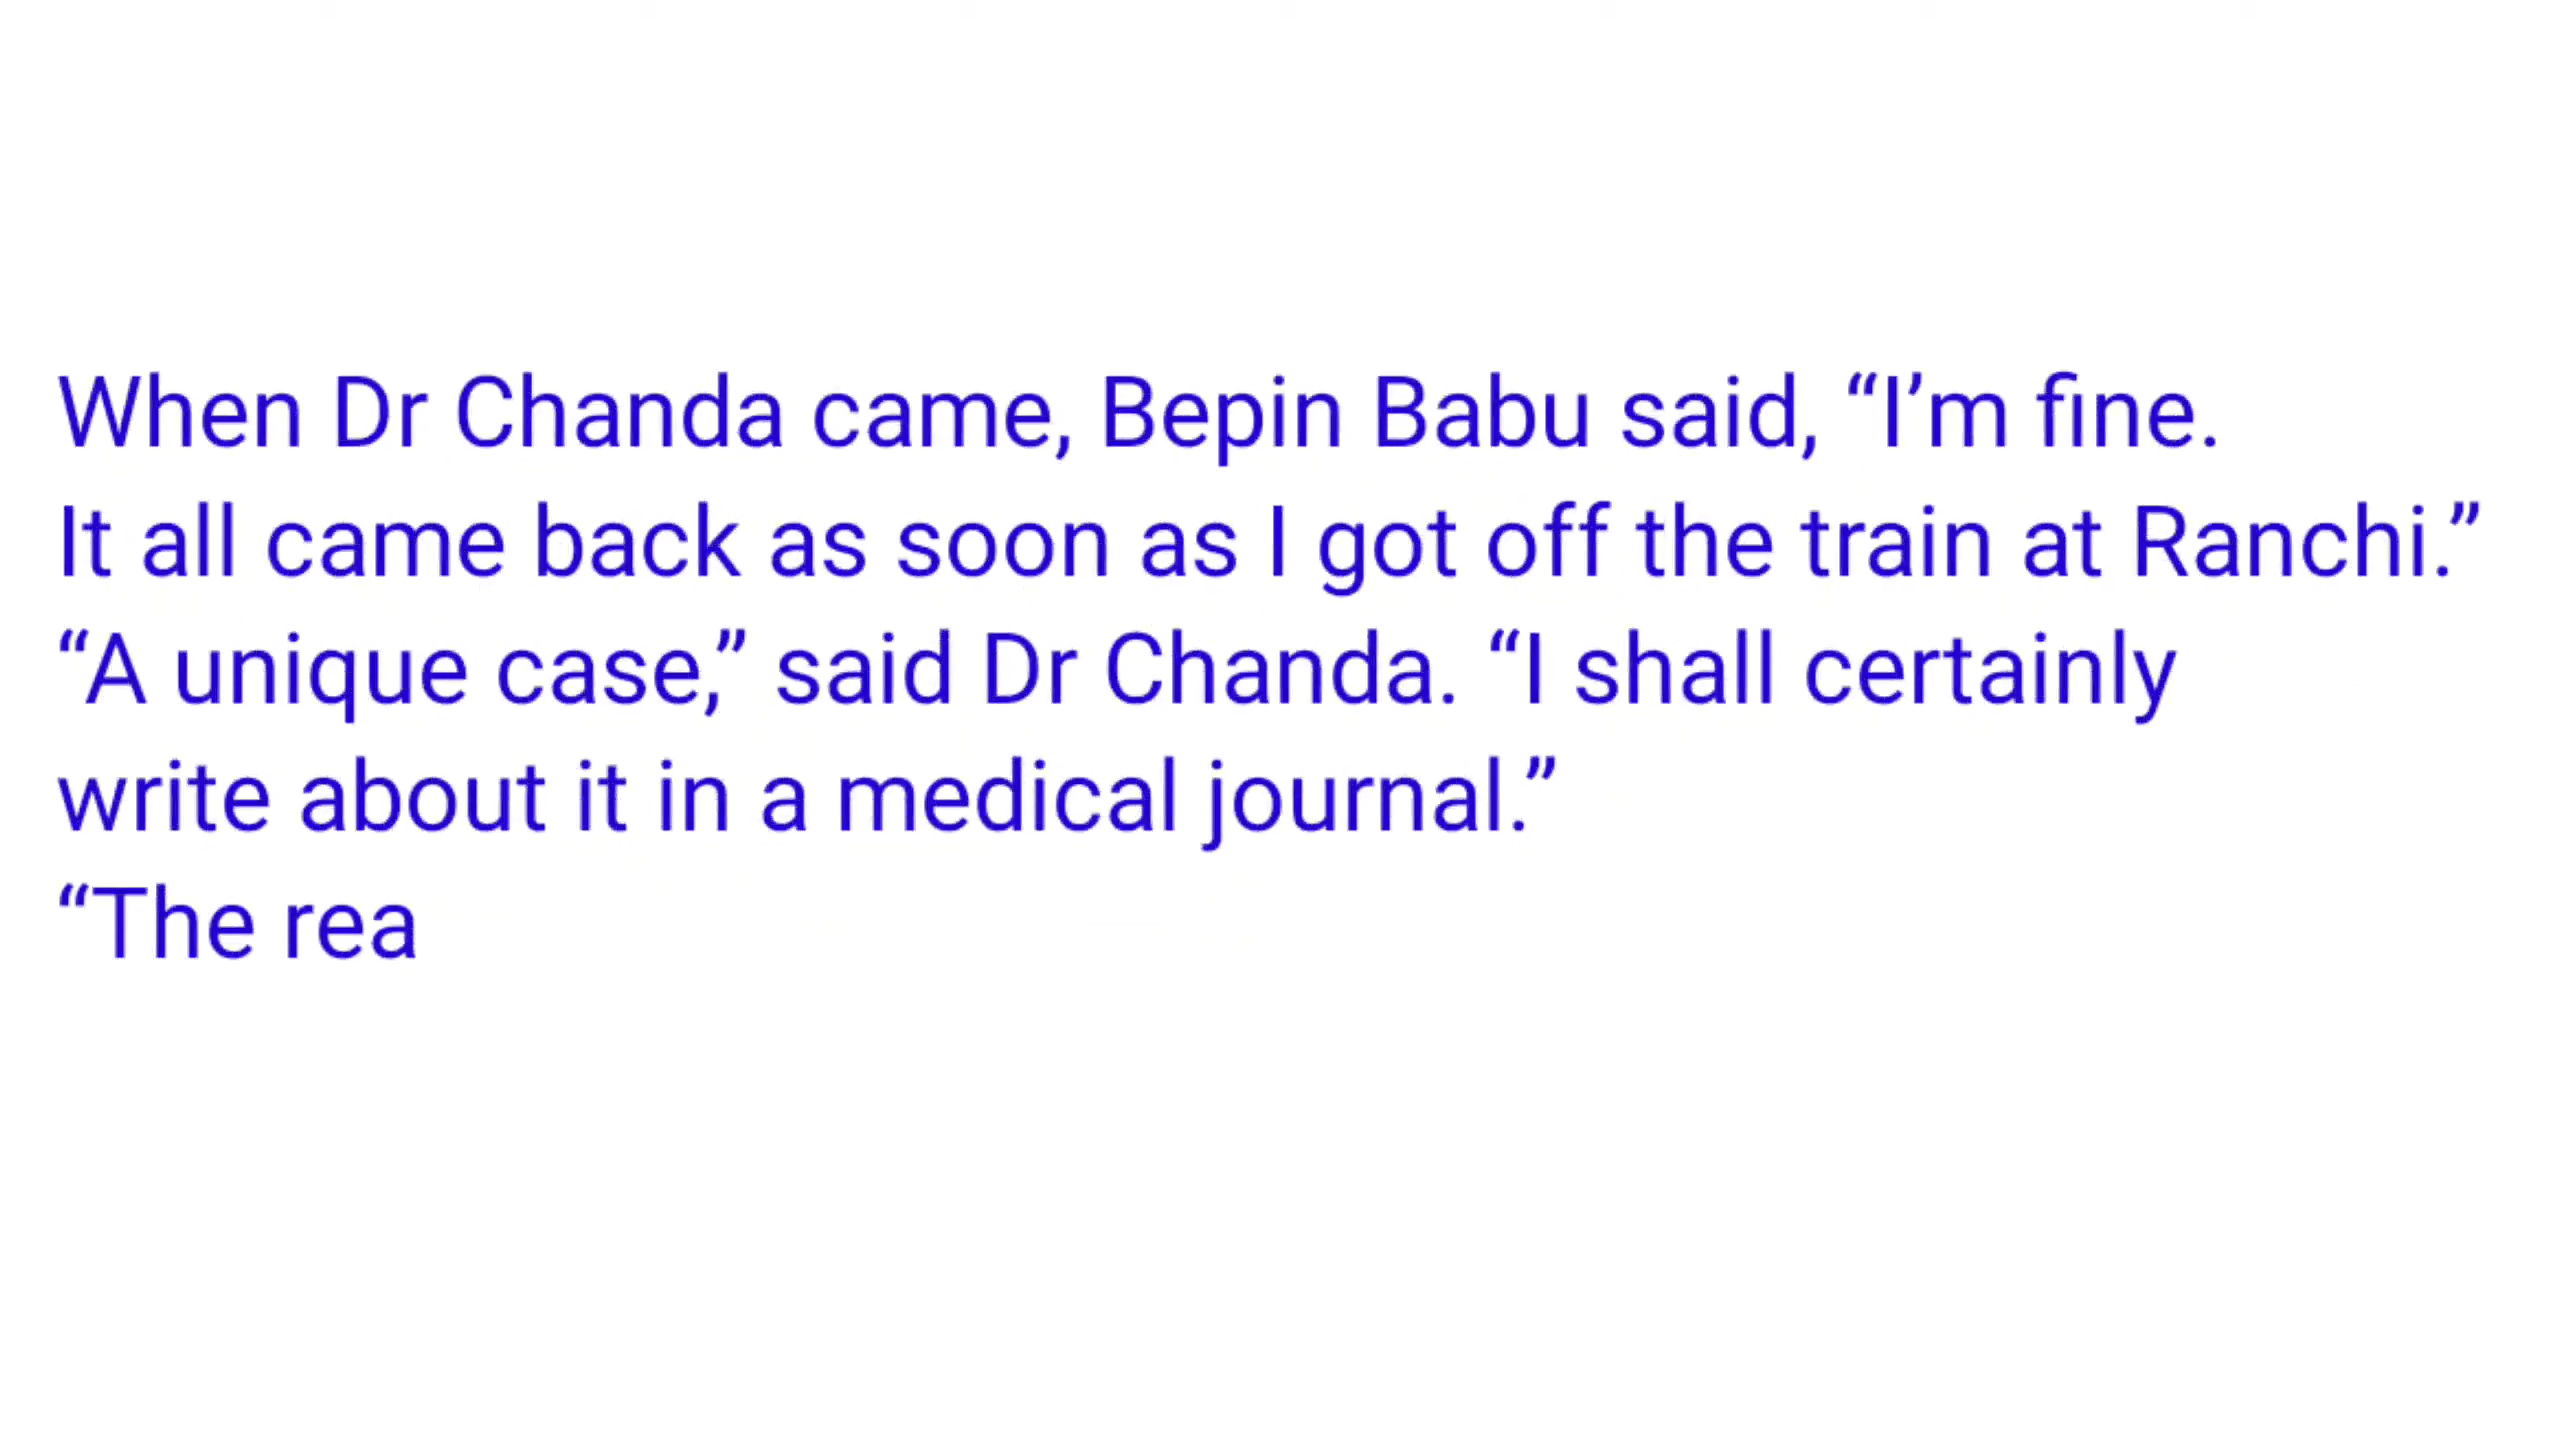 When Dr Chanda came, Bepin Babu said, “I’m fine.
It all came back as soon as I got off the train at Ranchi.”
“A unique case,” said Dr Chanda. “I shall certainly
write about it in a medical journal.”
“The rea